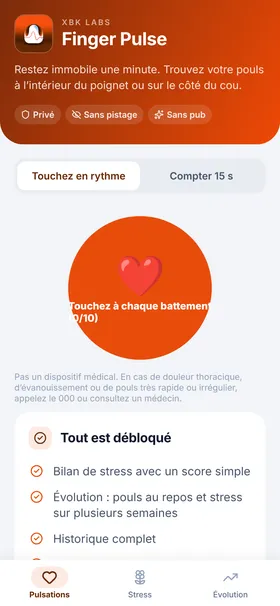 XBK LABS
Finger Pulse
Restez immobile une minute. Trouvez votre pouls
à l'intérieur du poignet ou sur le côté du cou.
Privé
Sans pistage
Sans pub
Touchez en rythme
Compter 15 s
Touchez à chaque battement
0/10)
Pas un dispositif médical. En cas de douleur thoracique,
d'évanouissement ou de pouls très rapide ou irrégulier,
appelez le 000 ou consultez un médecin.
Tout est débloqué
Bilan de stress avec un score simple
Évolution : pouls au repos et stress
sur plusieurs semaines
Historique complet
Pulsations
Stress
Évolution